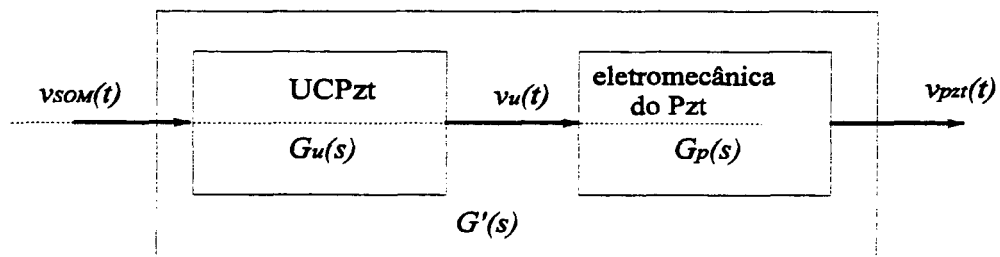 vSOM(t)
UCPzt
Gu(s)
vu(t)
eletromecânica
do Pzt
Gp(s)
vpzt(t)
G'(s)